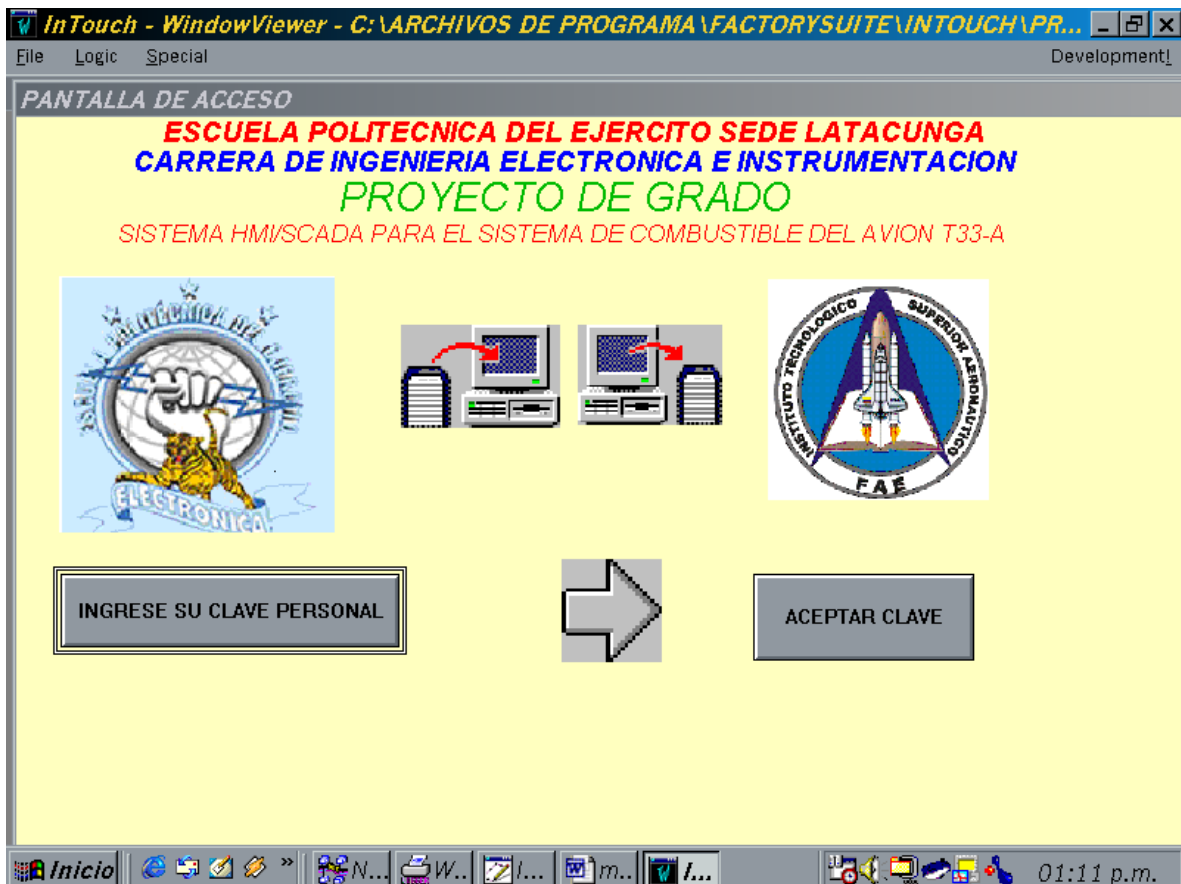 InTouch - WindowViewer - C:\ARCHIVOS DE PROGRAMA\FACTORYSUITE\INTOUCH\PR...
File Logic Special Development!
PANTALLA DE ACCESO
ESCUELA POLITECNICA DEL EJERCITO SEDE LATACUNGA
CARRERA DE INGENIERIA ELECTRONICA E INSTRUMENTACION
PROYECTO DE GRADO
SISTEMA HMI/SCADA PARA EL SISTEMA DE COMBUSTIBLE DEL AVION T33-A
ELECTRONICA
INSTITUTO TECNOLOGICO SUPERIOR AERONAUTICO
FAE
INGRESE SU CLAVE PERSONAL
ACEPTAR CLAVE
Inicio » N... W.. I... m.. I... 01:11 p.m.